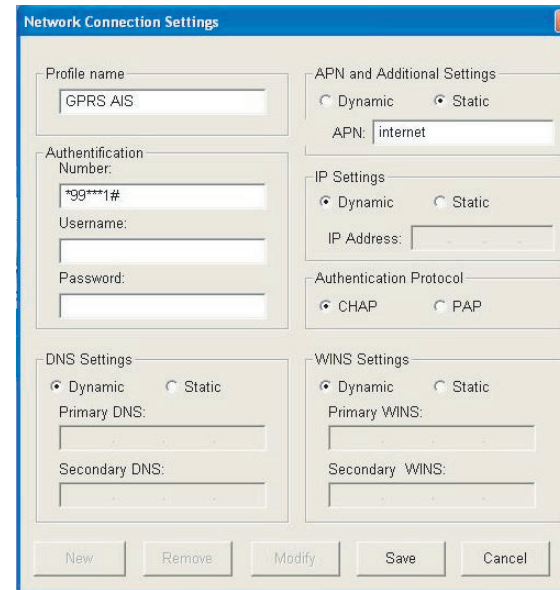 Network Connection Settings
Profile name
GPRS AIS
Authentification
Number:
*99***1#
Username:
Password:
APN and Additional Settings
Dynamic Static
APN: internet
IP Settings
Dynamic Static
IP Address:
Authentication Protocol
CHAP PAP
DNS Settings
Dynamic Static
Primary DNS:
Secondary DNS:
WINS Settings
Dynamic Static
Primary WINS:
Secondary WINS:
New Remove Modify Save Cancel